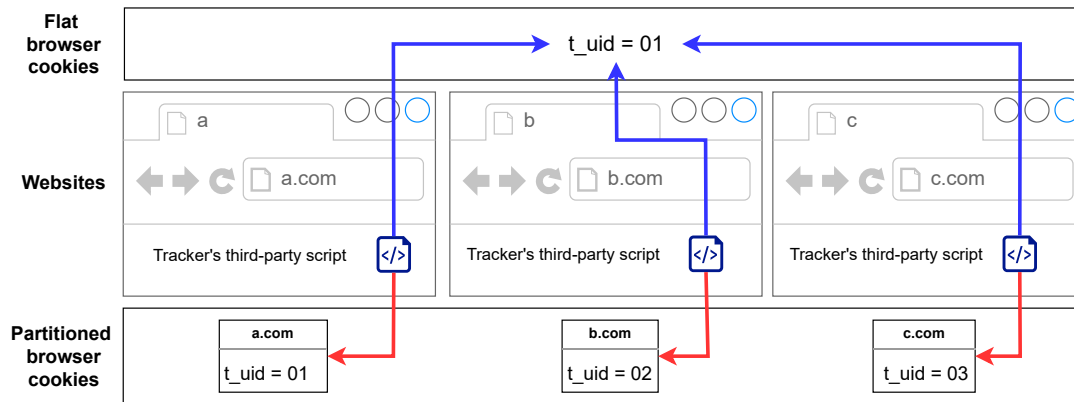 Flat
browser
cookies
t_uid = 01
Websites
a
a.com
Tracker's third-party script
</>
b
b.com
Tracker's third-party script
</>
c
c.com
Tracker's third-party script
</>
Partitioned
browser
cookies
a.com
t_uid = 01
b.com
t_uid = 02
c.com
t_uid = 03